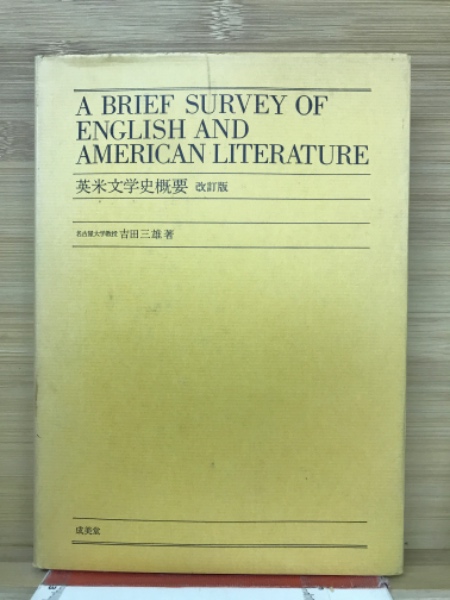 A BRIEF SURVEY OF
ENGLISH AND
AMERICAN LITERATURE
英米文学史概要 改訂版
名古屋大学教授 吉田三雄著
成美堂